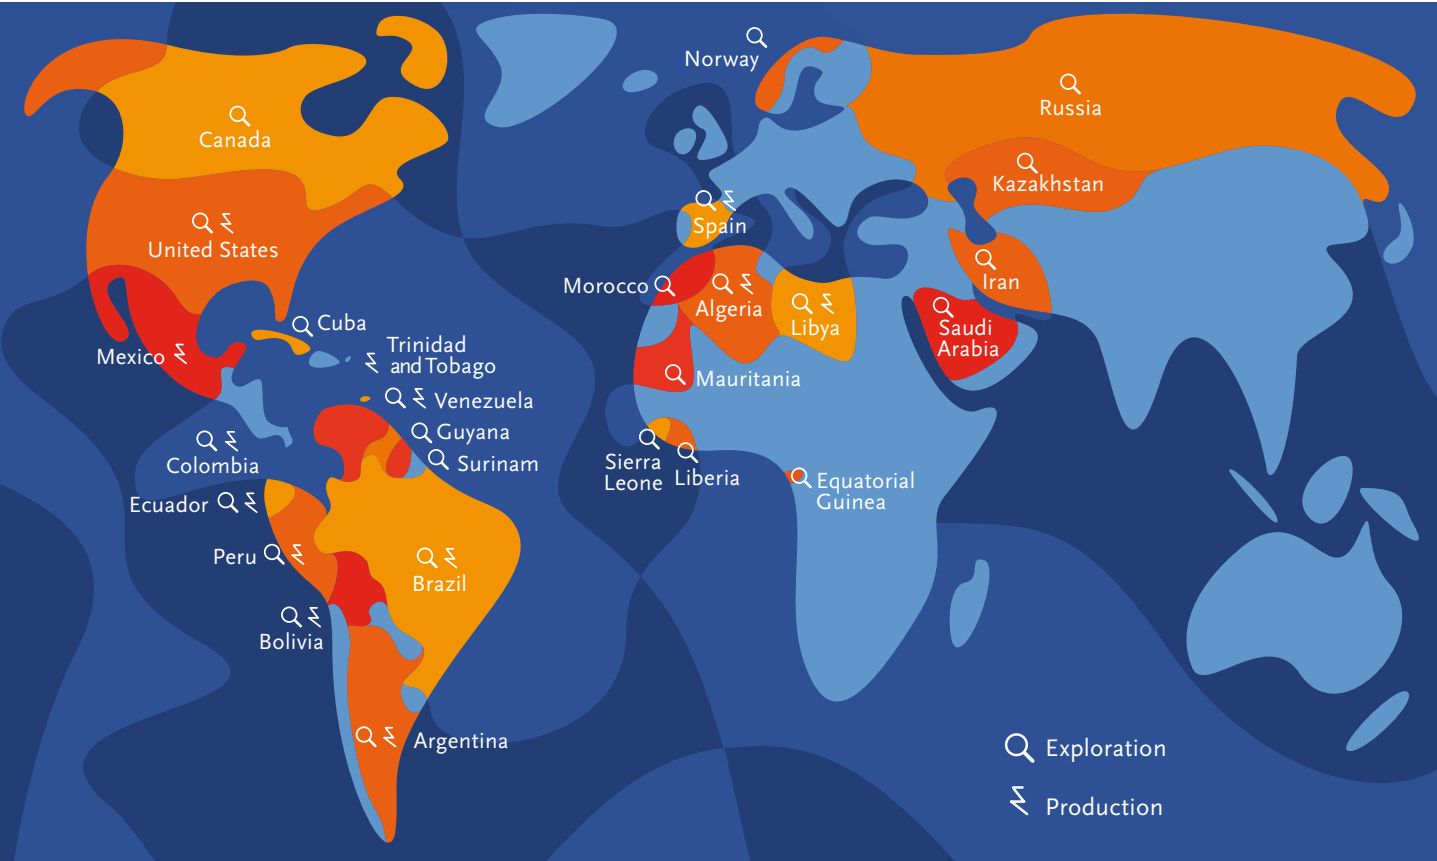 Norway
Russia
Canada
Kazakhstan
Spain
United States
Iran
Morocco
Algeria
Libya
Cuba
Saudi
Arabia
Mexico
Trinidad
and Tobago
Mauritania
Venezuela
Guyana
Surinam
Colombia
Sierra
Leone
Liberia
Equatorial
Guinea
Ecuador
Peru
Brazil
Bolivia
Argentina
Exploration
Production